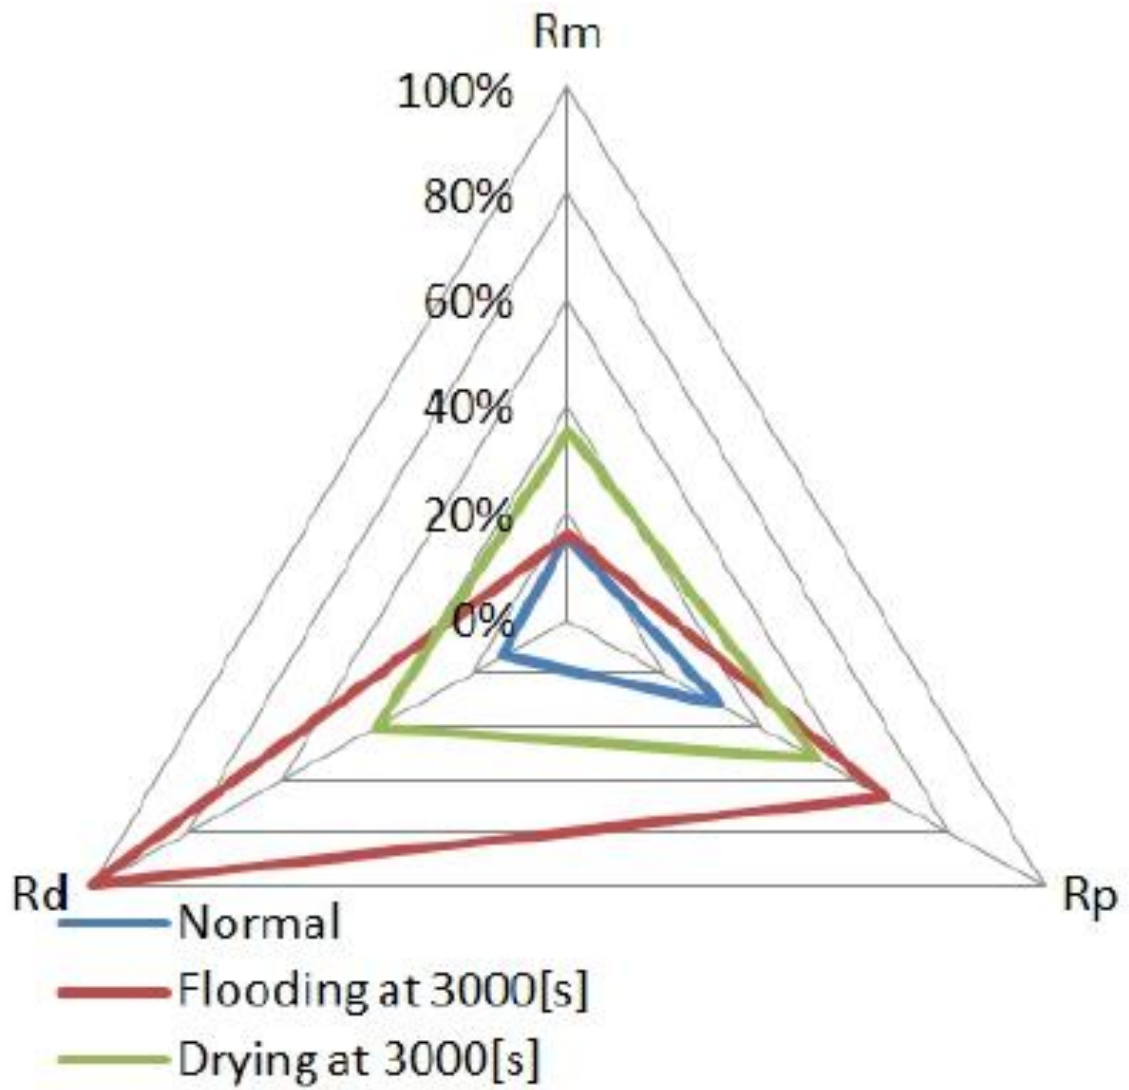 Rm
100%
80%
60%
40%
20%
0%
Rd
Rp
Normal
Flooding at 3000[s]
Drying at 3000[s]